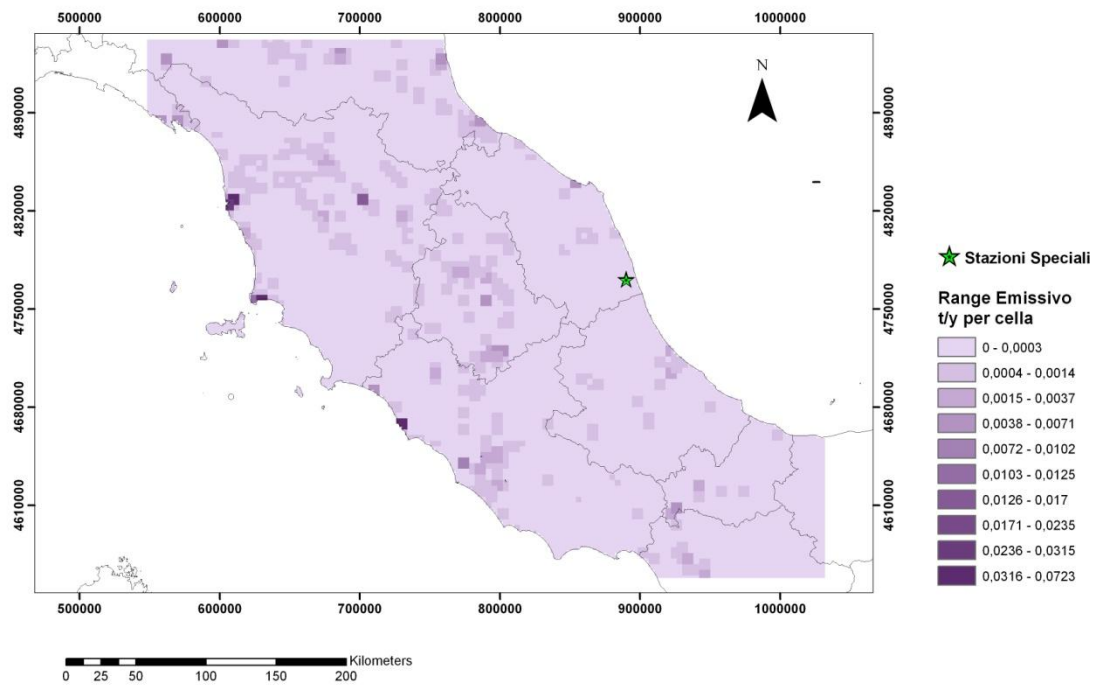 500000 600000 700000 800000 900000 1000000
N
4890000 4890000
4820000 4820000
4750000 4750000
4680000 4680000
4610000 4610000
500000 600000 700000 800000 900000 1000000
Stazioni Speciali
Range Emissivo
t/y per cella
0 - 0,0003
0,0004 - 0,0014
0,0015 - 0,0037
0,0038 - 0,0071
0,0072 - 0,0102
0,0103 - 0,0125
0,0126 - 0,017
0,0171 - 0,0235
0,0236 - 0,0315
0,0316 - 0,0723
Kilometers
0 25 50 100 150 200